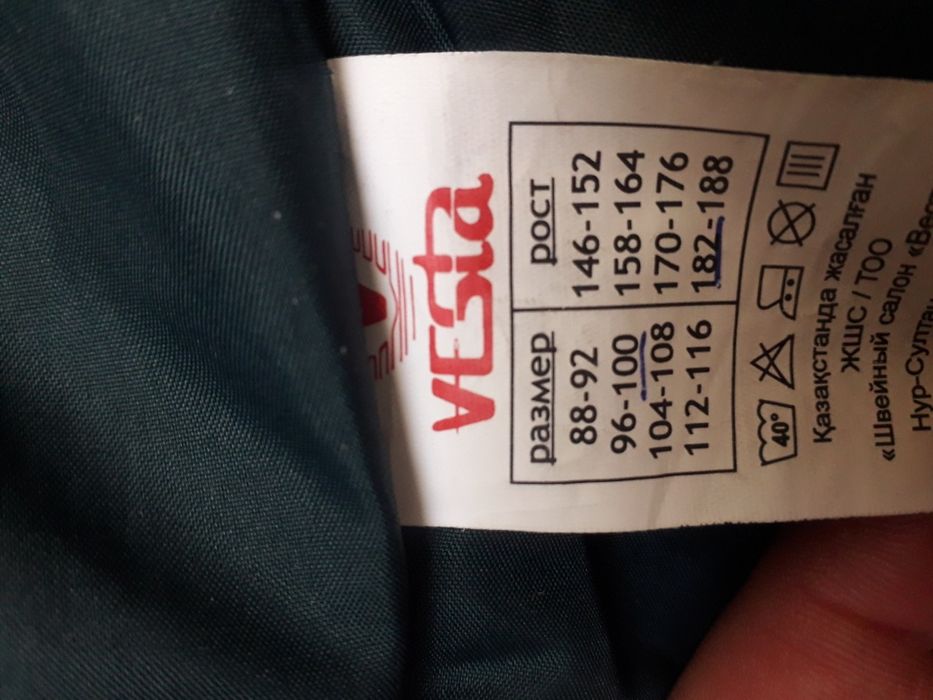 VESta
размер рост
88-92 146-152
96-100 158-164
104-108 170-176
112-116 182-188
40°
Қазақстанда жасалған
ЖШС / ТОО
«Швейный салон
Нур-Султан